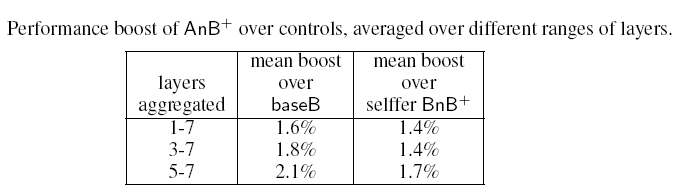 Performance boost of AnB+ over controls, averaged over different ranges of layers.
layers aggregated | mean boost over baseB | mean boost over selffer BnB+
1-7 | 1.6% | 1.4%
3-7 | 1.8% | 1.4%
5-7 | 2.1% | 1.7%